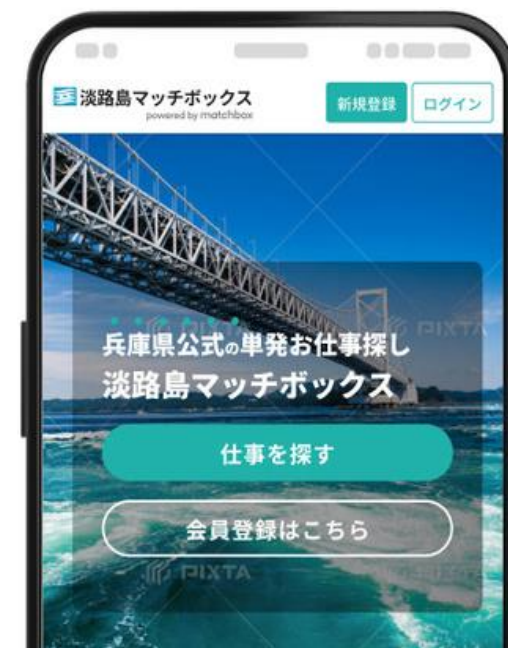 淡路島マッチボックス
powered by matchbox
新規登録
ログイン
兵庫県公式の単発お仕事探し
淡路島マッチボックス
仕事を探す
会員登録はこちら
PIXTA
PIXTA
PIXTA